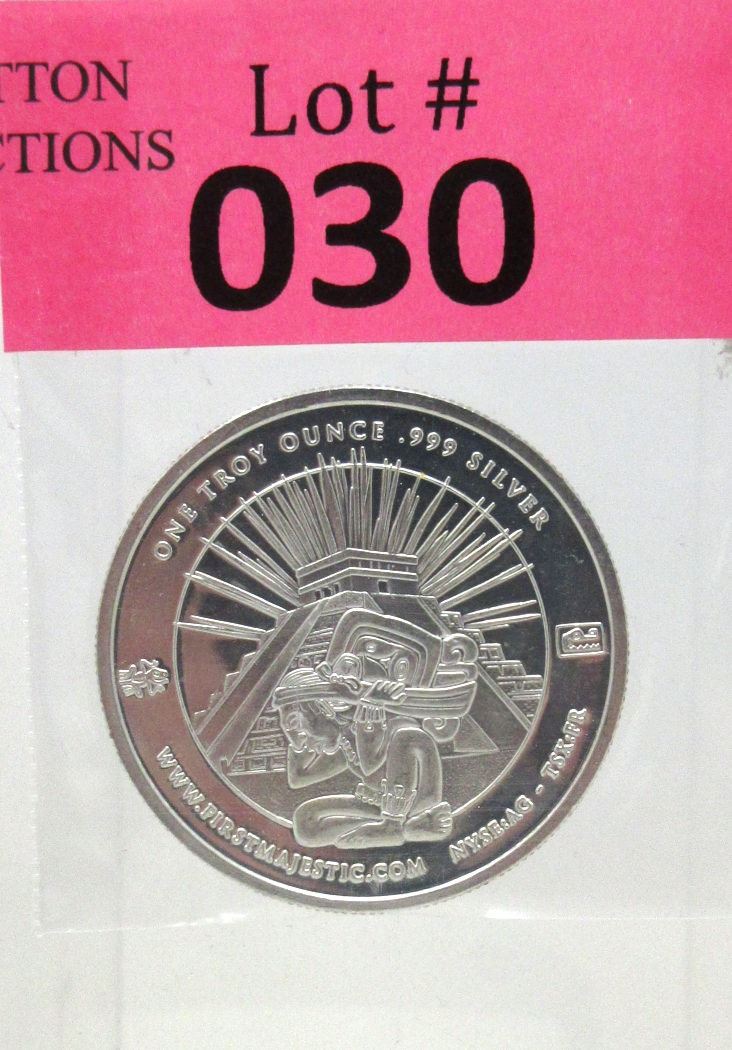 TTON
CTIONS
Lot #
030
ONE TROY OUNCE .999 SILVER
WWW.FIRSTMAJESTIC.COM
NYSE:AG - TSX:FR